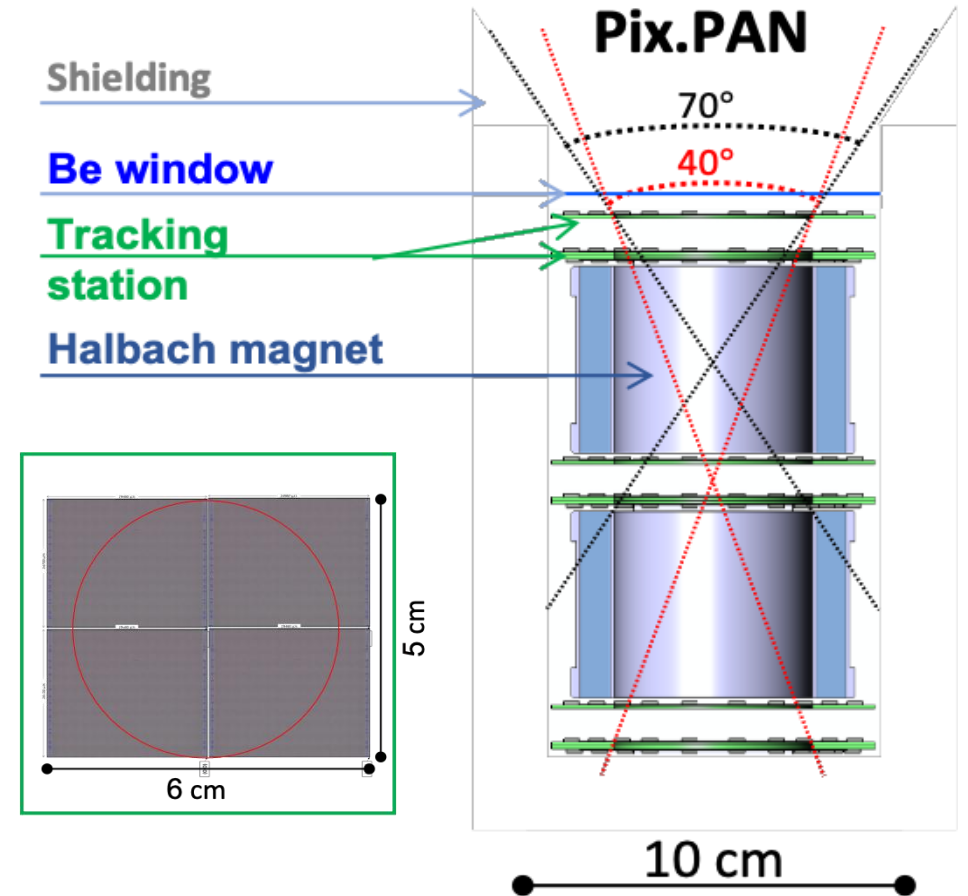 Pix.PAN
Shielding
70°
Be window
40°
Tracking
station
Halbach magnet
5 cm
6 cm
10 cm